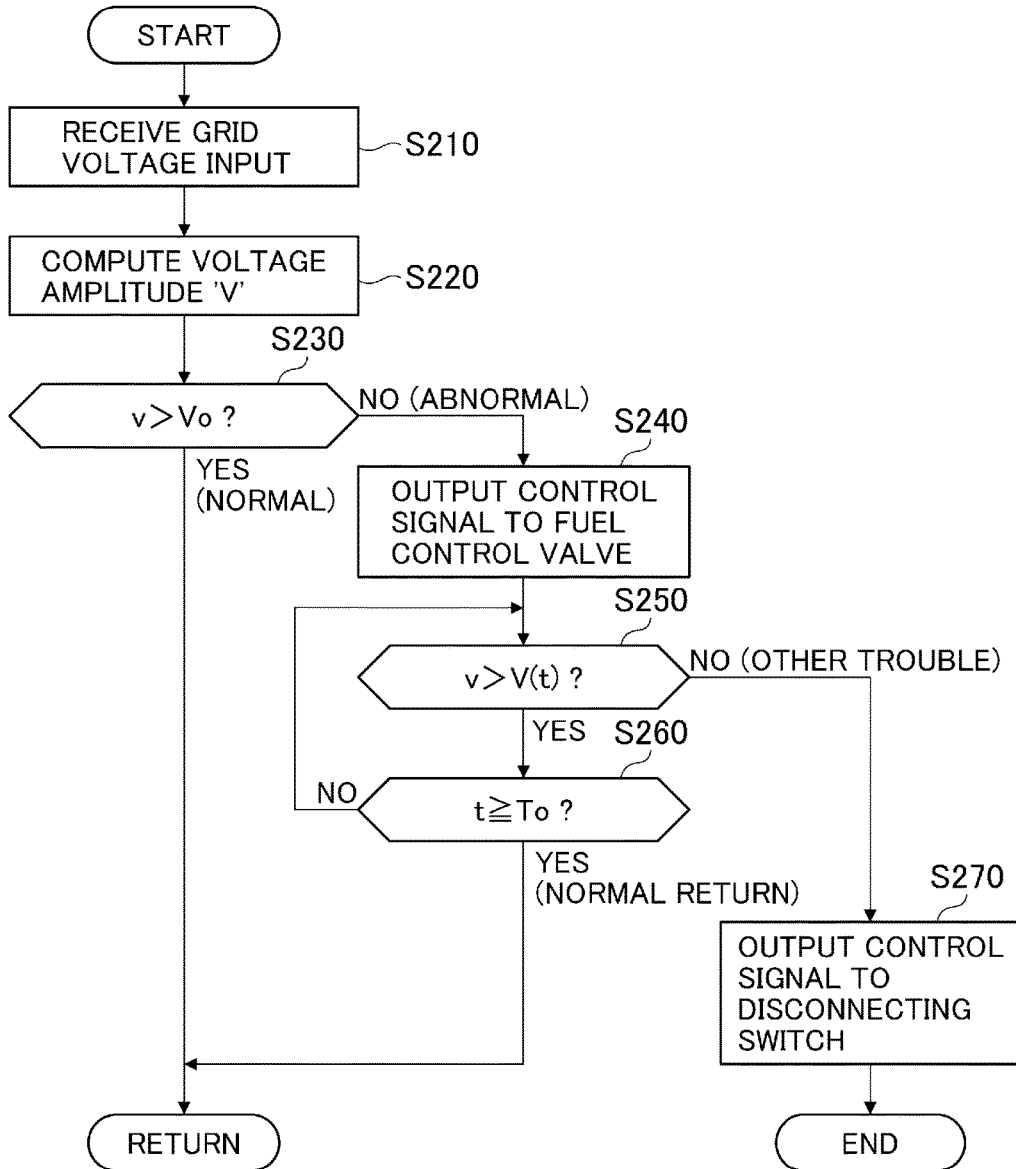 START
RECEIVE GRID
VOLTAGE INPUT
S210
COMPUTE VOLTAGE
AMPLITUDE 'V'
S220
S230
v>Vo ?
NO (ABNORMAL)
YES
(NORMAL)
S240
OUTPUT CONTROL
SIGNAL TO FUEL
CONTROL VALVE
S250
v>V(t) ?
NO (OTHER TROUBLE)
YES
S260
NO
t≧To ?
YES
(NORMAL RETURN)
S270
OUTPUT CONTROL
SIGNAL TO
DISCONNECTING
SWITCH
RETURN
END